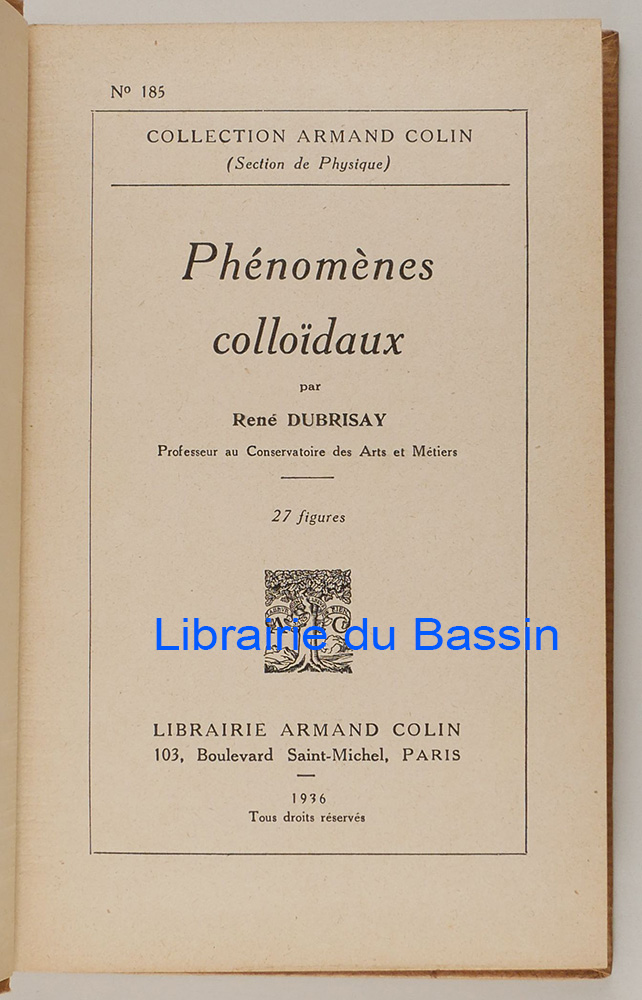 Nº 185
COLLECTION ARMAND COLIN
(Section de Physique)
Phénomènes
colloïdaux
par
René DUBRISAY
Professeur au Conservatoire des Arts et Métiers
27 figures
Librairie du Bassin
LIBRAIRIE ARMAND COLIN
103, Boulevard Saint-Michel, PARIS
1936
Tous droits réservés